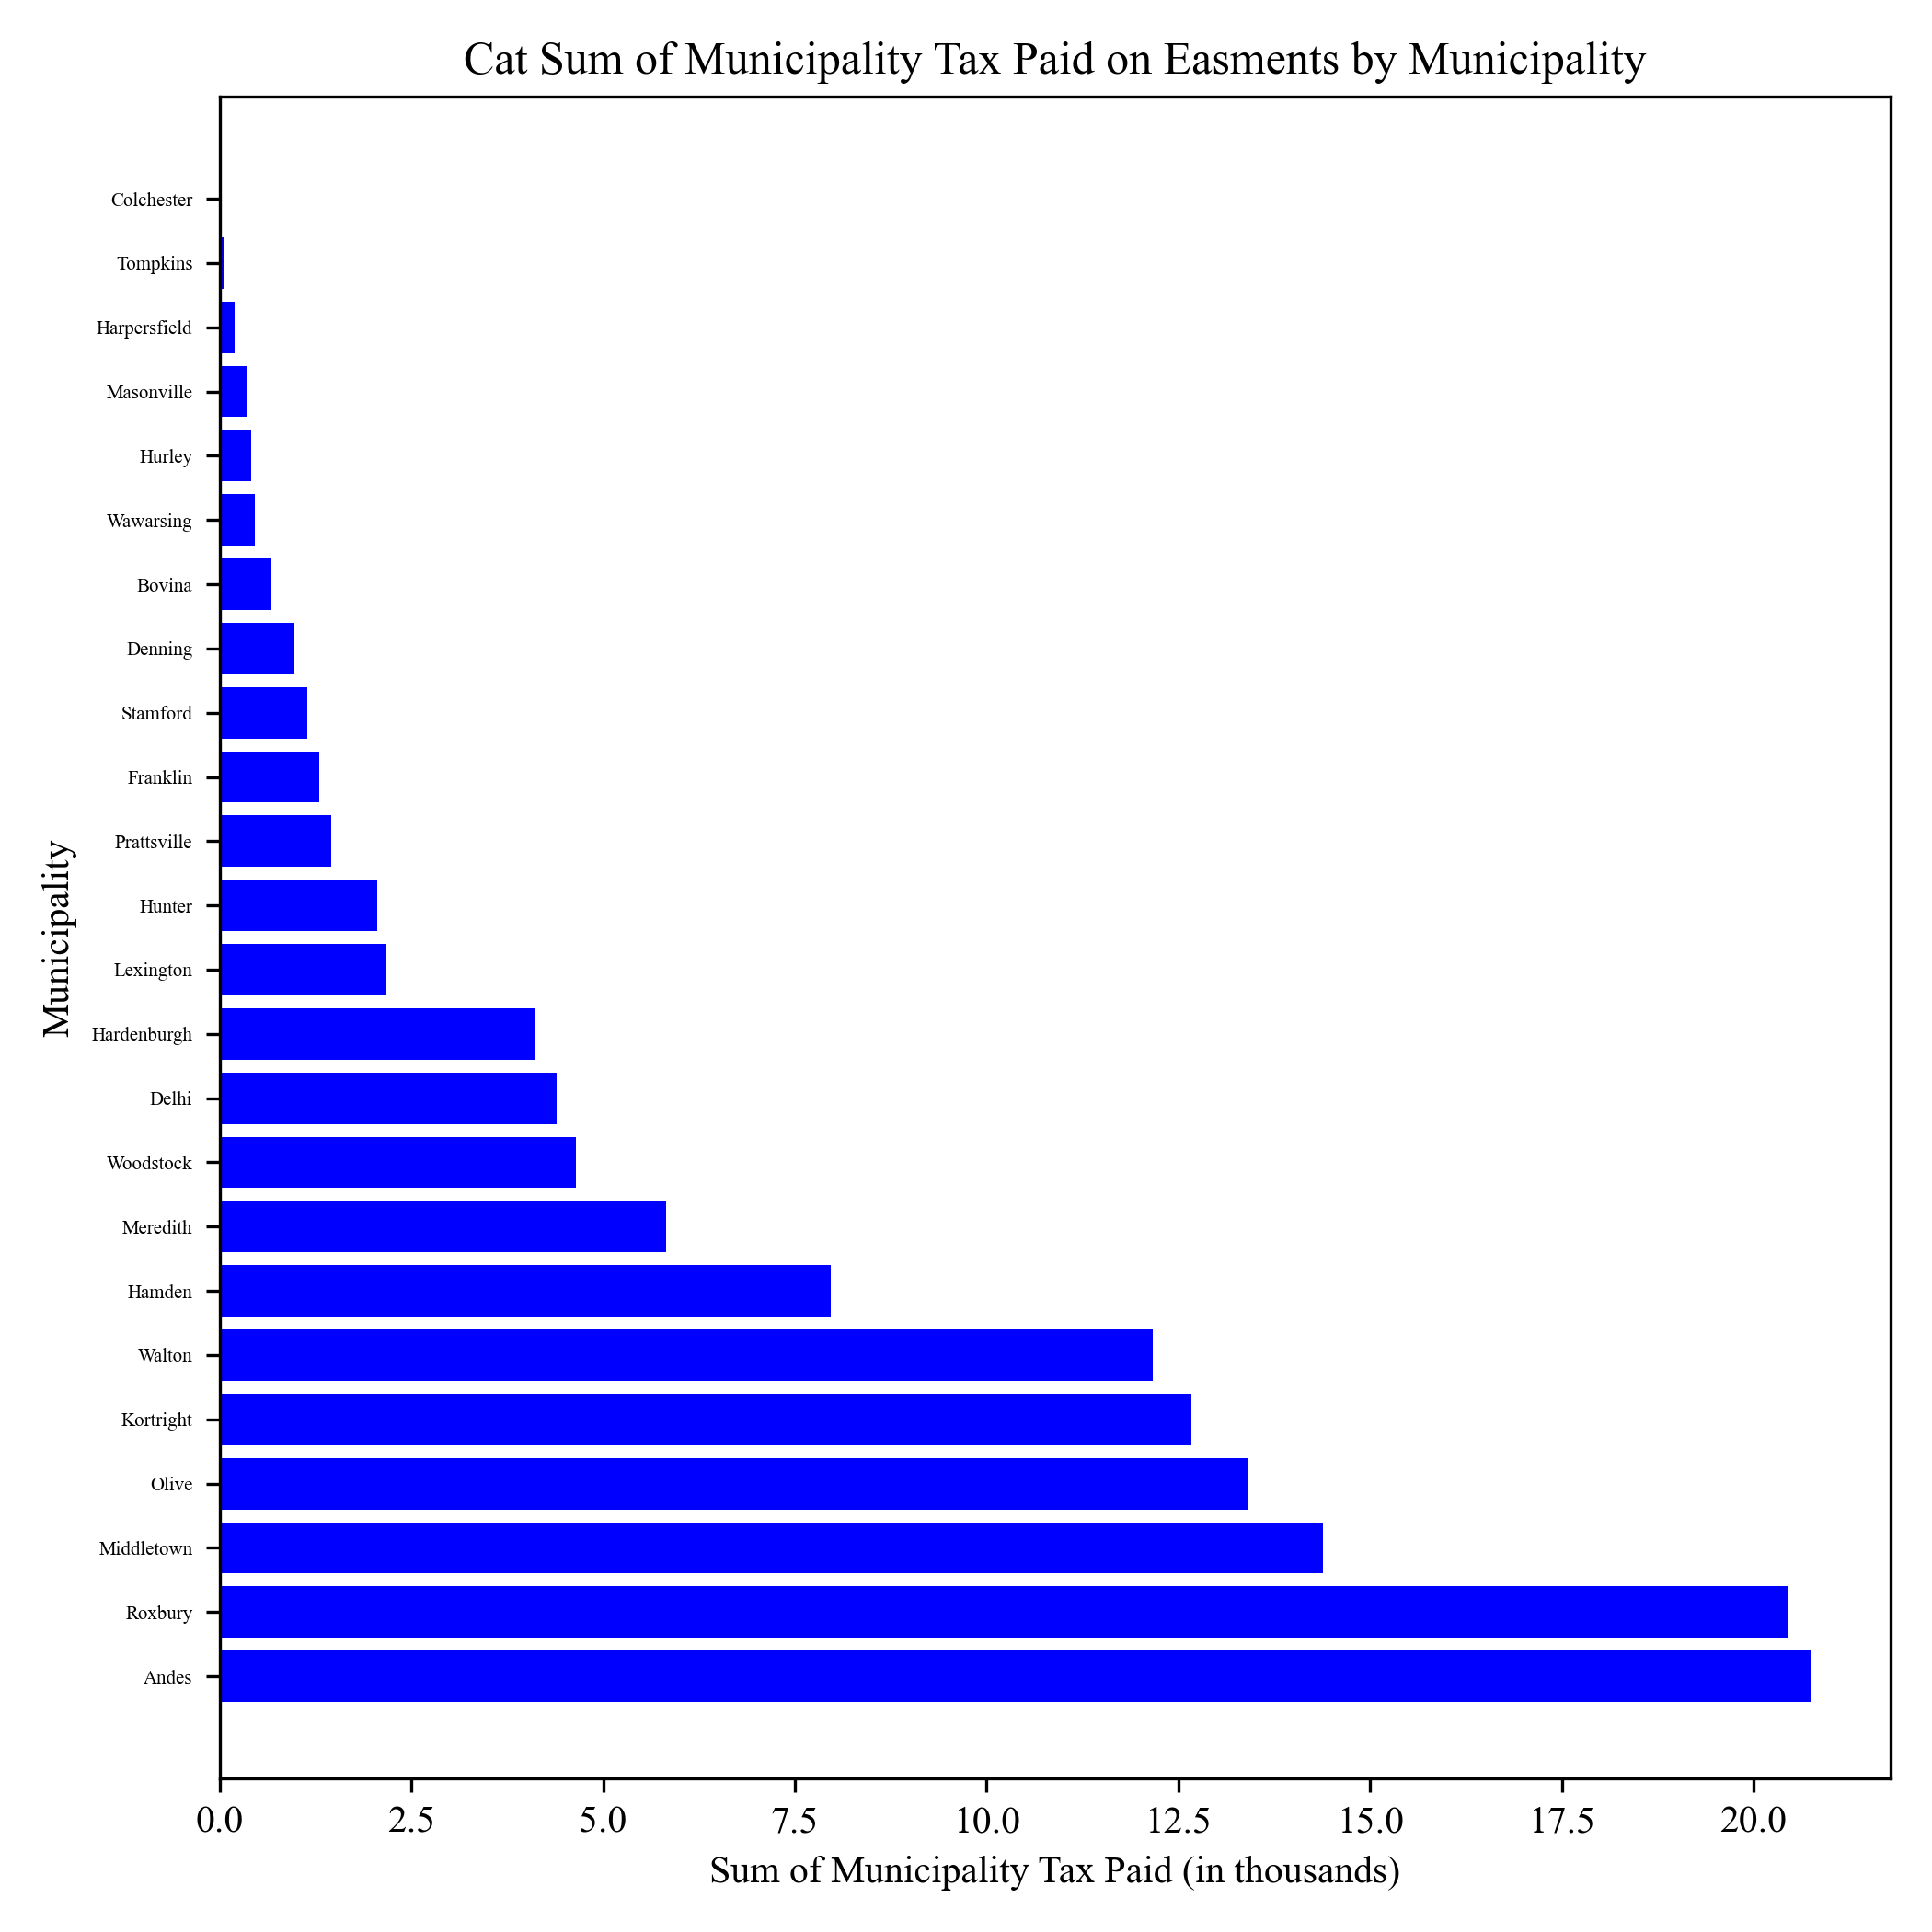 Cat Sum of Municipality Tax Paid on Easments by Municipality
Colchester
Tompkins
Harpersfield
Masonville
Hurley
Wawarsing
Bovina
Denning
Stamford
Franklin
Prattsville
Hunter
Lexington
Hardenburgh
Delhi
Woodstock
Meredith
Hamden
Walton
Kortright
Olive
Middletown
Roxbury
Andes
Municipality
0.0 2.5 5.0 7.5 10.0 12.5 15.0 17.5 20.0
Sum of Municipality Tax Paid (in thousands)